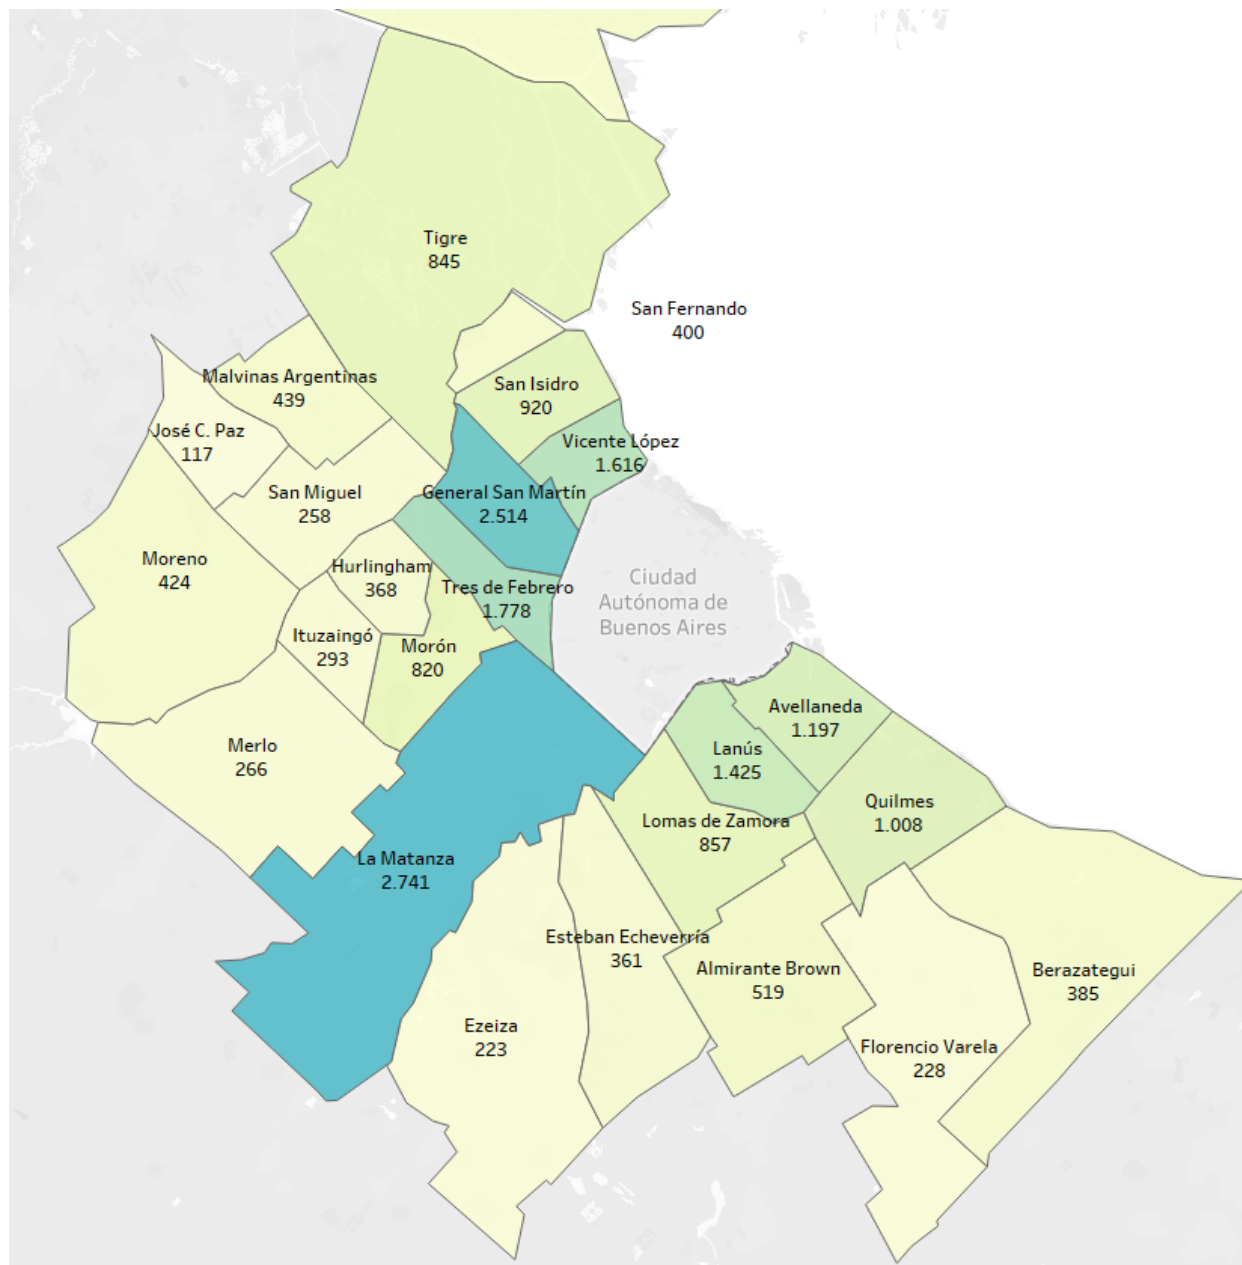 Tigre
845
San Fernando
400
Malvinas Argentinas
439
San Isidro
920
José C. Paz
117
Vicente López
1.616
San Miguel
258
General San Martín
2.514
Moreno
424
Hurlingham
368
Tres de Febrero
1.778
Ciudad
Autónoma de
Buenos Aires
Ituzaingó
293
Morón
820
Merlo
266
Avellaneda
1.197
Lanús
1.425
Quilmes
1.008
Lomas de Zamora
857
La Matanza
2.741
Esteban Echeverría
361
Almirante Brown
519
Berazategui
385
Ezeiza
223
Florencio Varela
228